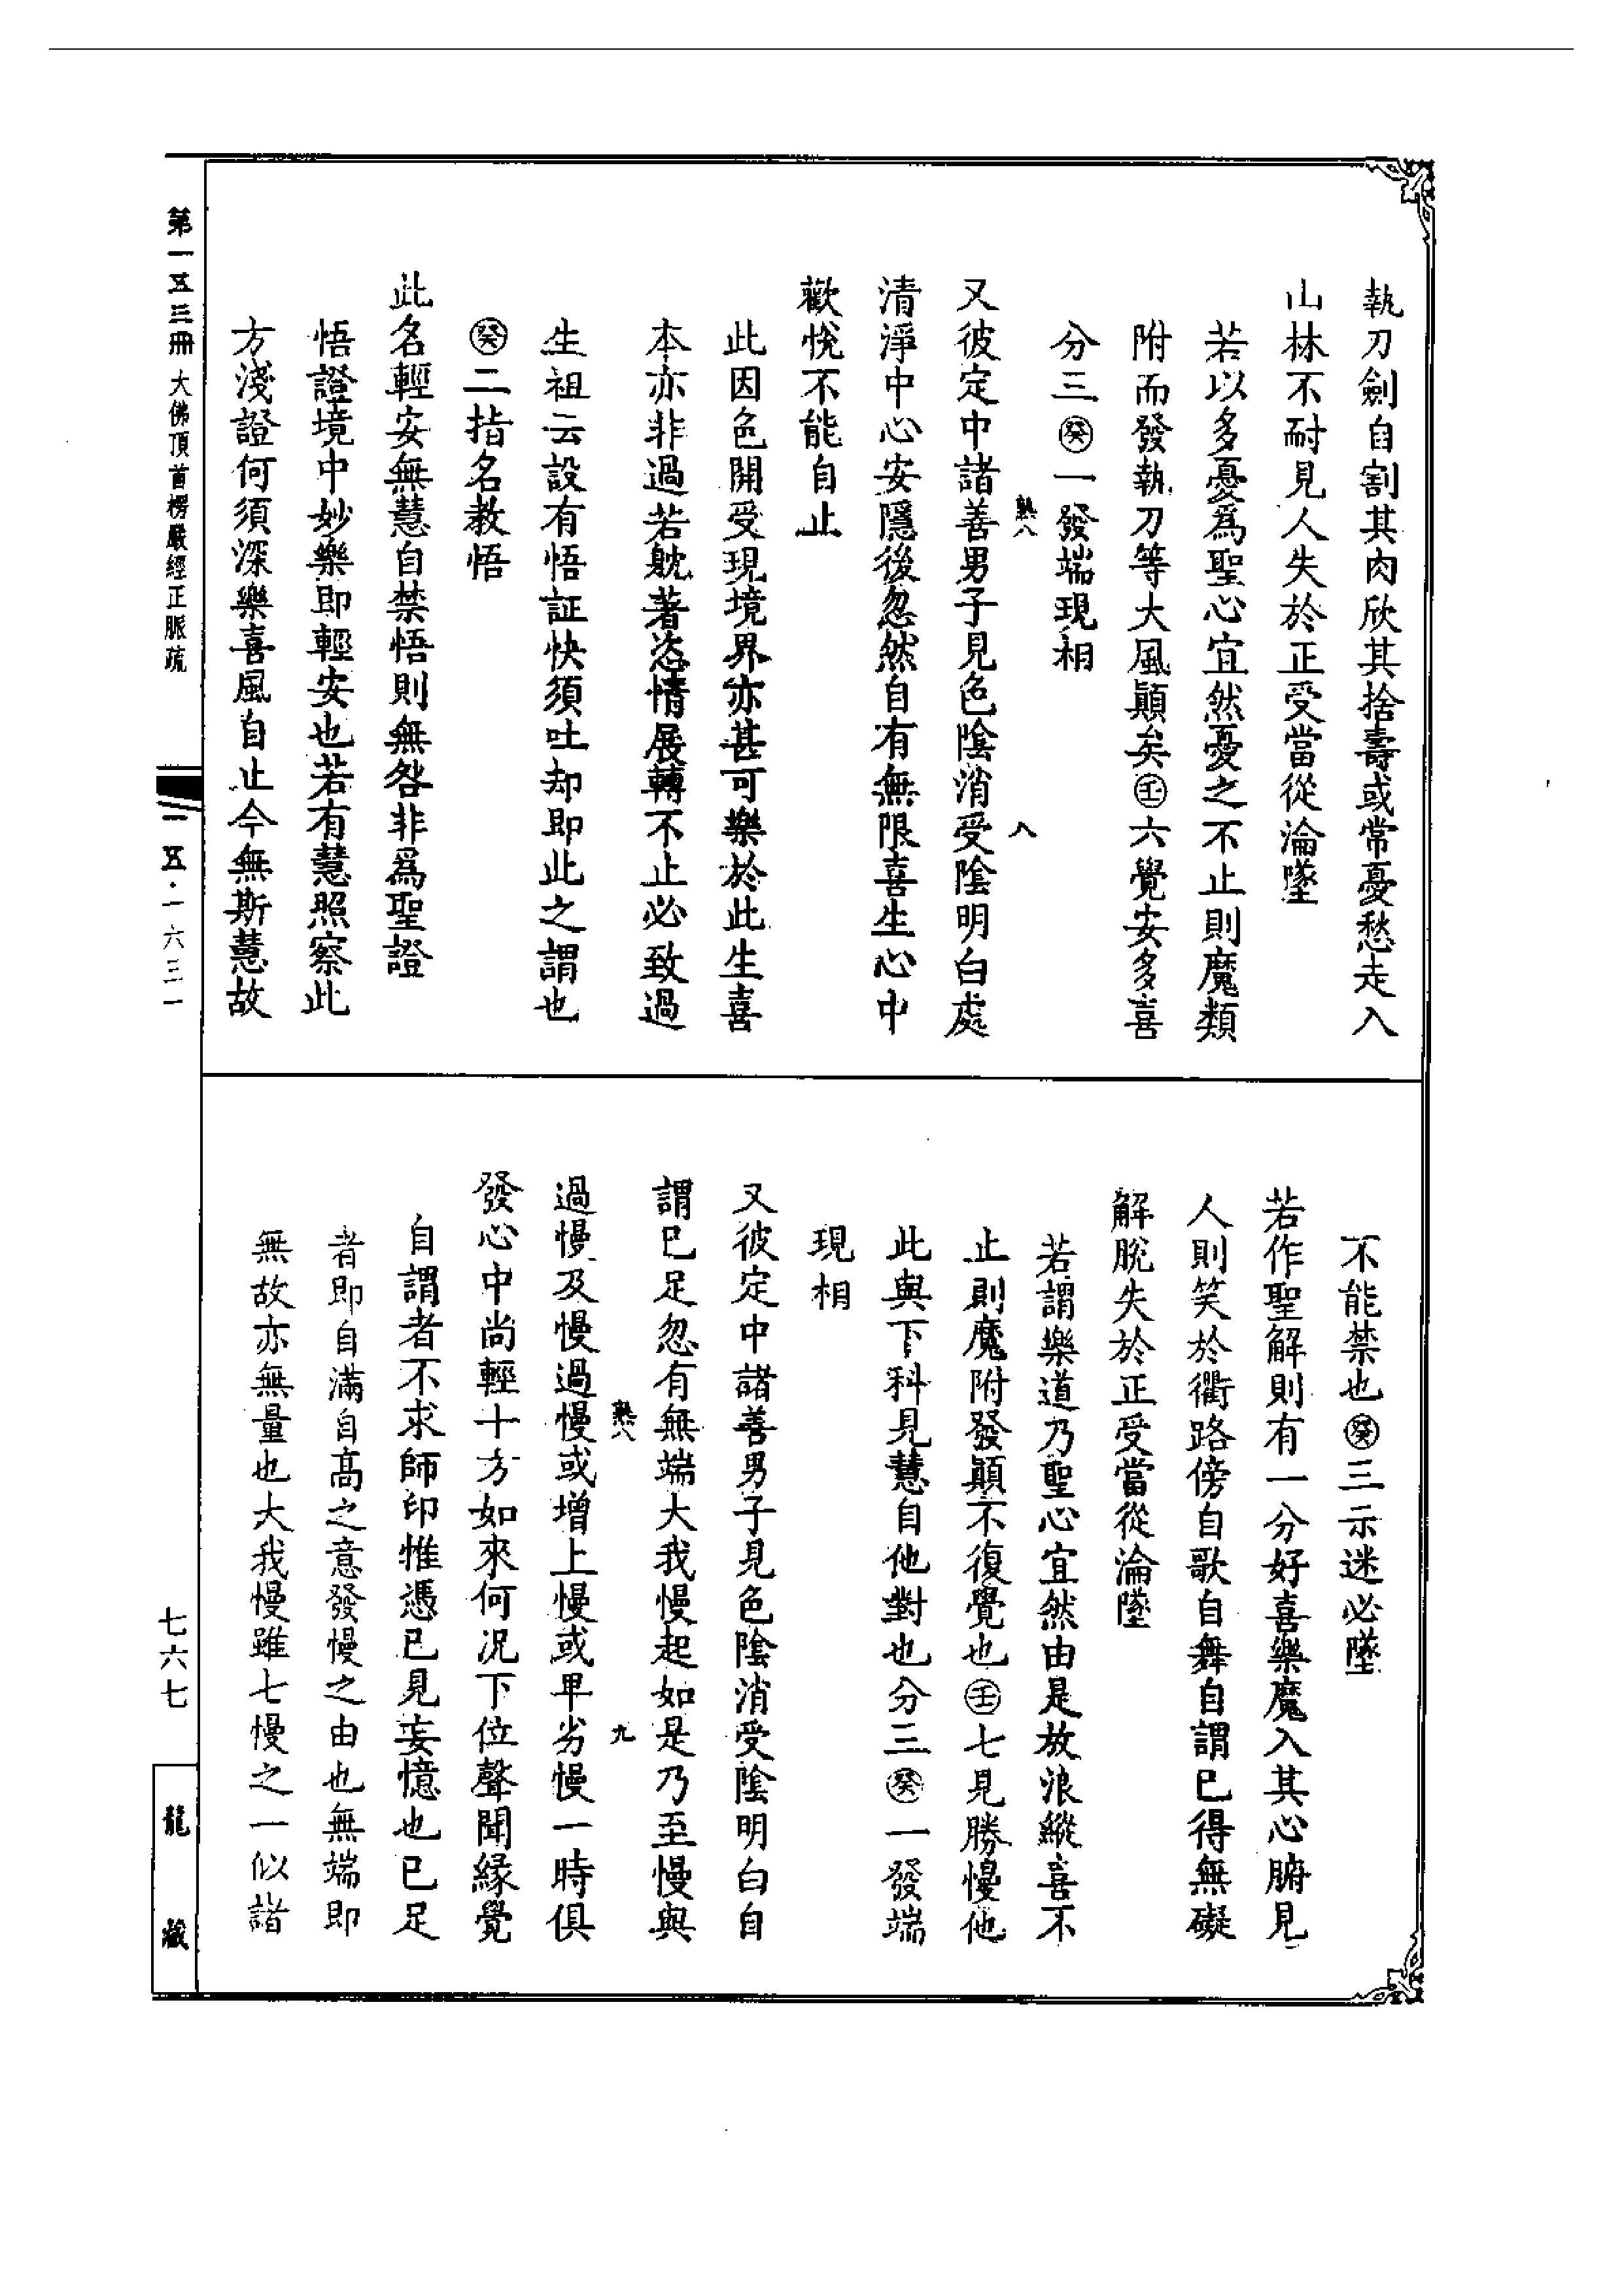 執刀劍自割其肉欣其捨壽或常憂愁走入
山林不耐見人失於正受當從淪墜
若以多憂爲聖心宜然憂之不止則魔類
附而發執刀等大風顚矣㊂壬六覺安多喜
分三癸一發端現相
熟八
八
又彼定中諸善男子見色陰消受陰明白處
清淨中心安隱後忽然自有無限喜生心中
歡悅不能自止
此因色開受現境界亦甚可樂於此生喜
本亦非過若躭著恣情展轉不止必致過
生祖云設有悟証快須吐却即此之謂也
癸二指名教悟
此名輕安無慧自禁悟則無咎非爲聖證
悟證境中妙樂即輕安也若有慧照察此
方淺證何須深樂喜風自止今無斯慧故
不能禁也癸三示迷必墜
若作聖解則有一分好喜樂魔入其心腑見
人則笑於衢路傍自歌自舞自謂已得無礙
解脫失於正受當從淪墜
若謂樂道乃聖心宜然由是放浪縱喜不
止則魔附發顚不復覺也壬七見勝慢他
此與下科見慧自他對也分三癸一發端
現相
又彼定中諸善男子見色陰消受陰明白自
謂已足忽有無端大我慢起如是乃至慢與
熟八
九
過慢及慢過慢或增上慢或卑劣慢一時俱
發心中尚輕十方如來何况下位聲聞緣覺
自謂者不求師印惟憑已見妄憶也已足
者即自滿自高之意發慢之由也無端即
無故亦無量也大我慢雖七慢之一似諧
第一五三冊 大佛頂首楞嚴經正脈疏
一五·一六三一
七六七
龍藏